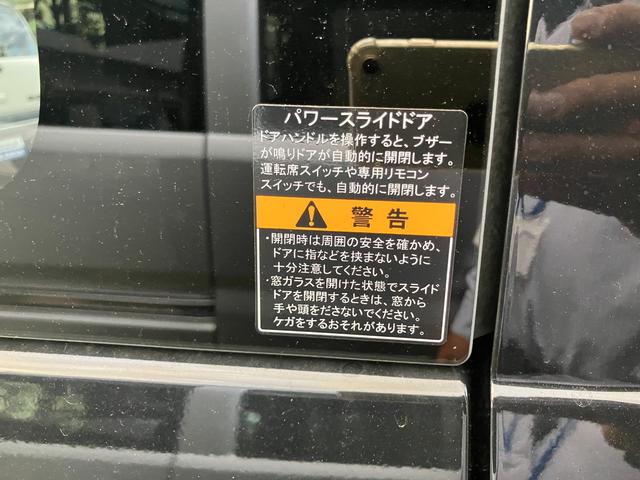 パワースライドドア
ドアハンドルを操作すると、ブザー
が鳴りドアが自動的に開閉します。
運転席スイッチや専用リモコン
スイッチでも、自動的に開閉します。
警告
・開閉時は周囲の安全を確かめ、
ドアに指などを挟まないように
十分注意してください。
・窓ガラスを開けた状態でスライド
ドアを開閉するときは、窓から
手や頭をださないでください。
ケガをするおそれがあります。